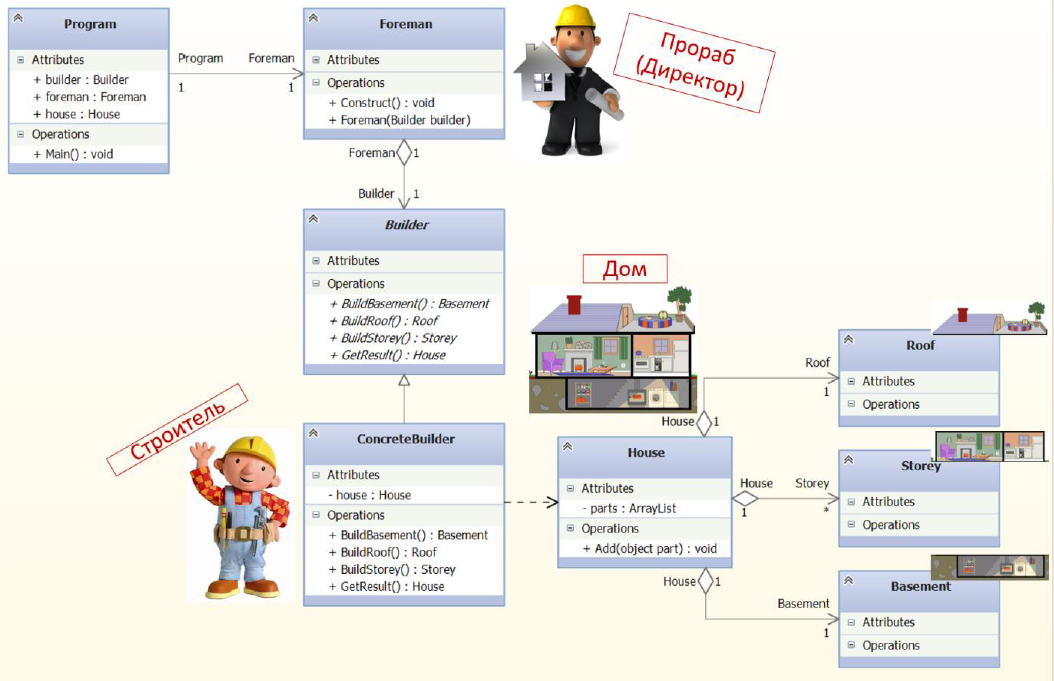 Program
Attributes
+ builder : Builder
+ foreman : Foreman
+ house : House
Operations
+ Main() : void
Program
1
Foreman
1
Foreman
Attributes
Operations
+ Construct() : void
+ Foreman(Builder builder)
Прораб
(Директор)
Foreman
1
Builder
1
Builder
Attributes
Operations
+ BuildBasement() : Basement
+ BuildRoof() : Roof
+ BuildStorey() : Storey
+ GetResult() : House
Строитель
ConcreteBuilder
Attributes
- house : House
Operations
+ BuildBasement() : Basement
+ BuildRoof() : Roof
+ BuildStorey() : Storey
+ GetResult() : House
Дом
House
1
Roof
1
House
Attributes
- parts : ArrayList
Operations
+ Add(object part) : void
House
1
Storey
*
House
1
Basement
1
Roof
Attributes
Operations
Storey
Attributes
Operations
Basement
Attributes
Operations